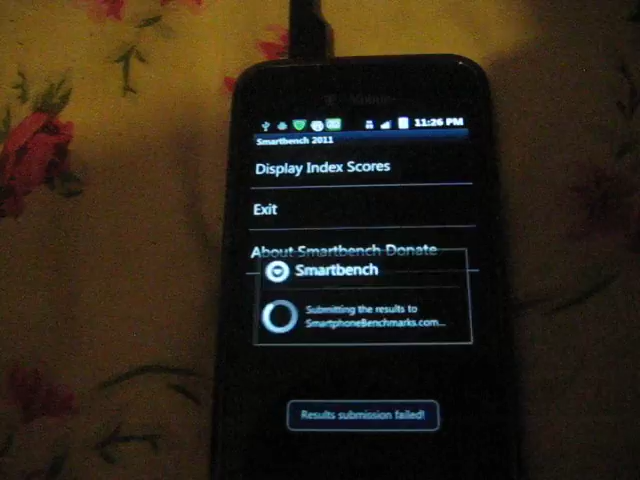 T Mobile
11:26 PM
Smartbench 2011
Display Index Scores
Exit
About Smartbench Donate
Smartbench
Submitting the results to
SmartphoneBenchmarks.com...
Results submission failed!